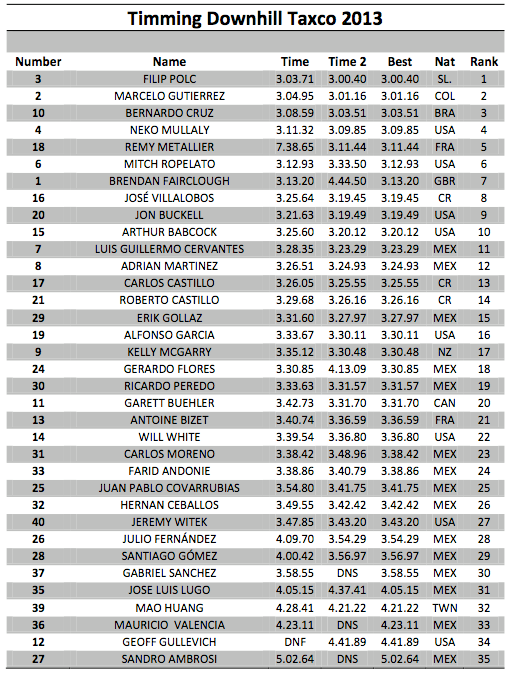 Timming Downhill Taxco 2013
Number Name Time Time 2 Best Nat Rank
3 FILIP POLC 3.03.71 3.00.40 3.00.40 SL. 1
2 MARCELO GUTIERREZ 3.04.95 3.01.16 3.01.16 COL 2
10 BERNARDO CRUZ 3.08.59 3.03.51 3.03.51 BRA 3
4 NEKO MULLALY 3.11.32 3.09.85 3.09.85 USA 4
18 REMY METALLIER 7.38.65 3.11.44 3.11.44 FRA 5
6 MITCH ROPELATO 3.12.93 3.33.50 3.12.93 USA 6
1 BRENDAN FAIRCLOUGH 3.13.20 4.44.50 3.13.20 GBR 7
16 JOSÉ VILLALOBOS 3.25.64 3.19.45 3.19.45 CR 8
20 JON BUCKELL 3.21.63 3.19.49 3.19.49 USA 9
15 ARTHUR BABCOCK 3.25.60 3.20.12 3.20.12 USA 10
7 LUIS GUILLERMO CERVANTES 3.28.35 3.23.29 3.23.29 MEX 11
8 ADRIAN MARTINEZ 3.26.51 3.24.93 3.24.93 MEX 12
17 CARLOS CASTILLO 3.26.05 3.25.55 3.25.55 CR 13
21 ROBERTO CASTILLO 3.29.68 3.26.16 3.26.16 CR 14
29 ERIK GOLLAZ 3.31.60 3.27.97 3.27.97 MEX 15
19 ALFONSO GARCIA 3.33.67 3.30.11 3.30.11 USA 16
9 KELLY MCGARRY 3.35.12 3.30.48 3.30.48 NZ 17
24 GERARDO FLORES 3.30.85 4.13.09 3.30.85 MEX 18
30 RICARDO PEREDO 3.33.63 3.31.57 3.31.57 MEX 19
11 GARETT BUEHLER 3.42.73 3.31.70 3.31.70 CAN 20
13 ANTOINE BIZET 3.40.74 3.36.59 3.36.59 FRA 21
14 WILL WHITE 3.39.54 3.36.80 3.36.80 USA 22
31 CARLOS MORENO 3.38.42 3.48.96 3.38.42 MEX 23
33 FARID ANDONIE 3.38.86 3.40.79 3.38.86 MEX 24
25 JUAN PABLO COVARRUBIAS 3.54.80 3.41.75 3.41.75 MEX 25
32 HERNAN CEBALLOS 3.49.55 3.42.42 3.42.42 MEX 26
40 JEREMY WITEK 3.47.85 3.43.20 3.43.20 USA 27
26 JULIO FERNÁNDEZ 4.09.70 3.54.29 3.54.29 MEX 28
28 SANTIAGO GÓMEZ 4.00.42 3.56.97 3.56.97 MEX 29
37 GABRIEL SANCHEZ 3.58.55 DNS 3.58.55 MEX 30
35 JOSE LUIS LUGO 4.05.15 4.37.41 4.05.15 MEX 31
39 MAO HUANG 4.28.41 4.21.22 4.21.22 TWN 32
36 MAURICIO VALENCIA 4.23.11 DNS 4.23.11 MEX 33
12 GEOFF GULLEVICH DNF 4.41.89 4.41.89 USA 34
27 SANDRO AMBROSI 5.02.64 DNS 5.02.64 MEX 35